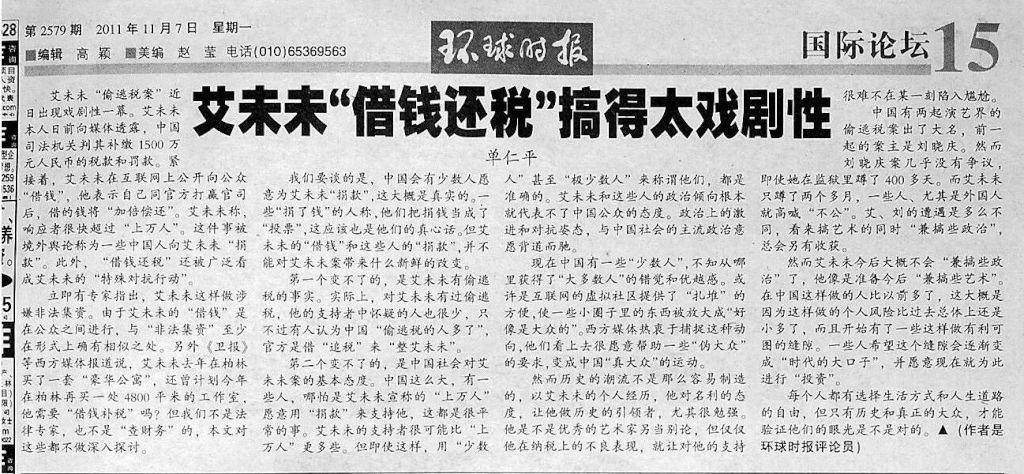 第 2579 期 2011 年 11 月 7 日 星期一
■编辑 高 颖 ■美编 赵 莹 电话(010)65369563
环球时报
国际论坛 15
艾未未“借钱还税”搞得太戏剧性
单仁平
艾未未“偷逃税案”近
日出现戏剧性一幕。艾未未
本人日前向媒体透露，中国
司法机关判其补缴 1500 万
元人民币的税款和罚款。紧
接着，艾未未在互联网上公开向公众
“借钱”，他表示自己同官方打赢官司
后，借的钱将“加倍偿还”。艾未未称，
响应者很快超过“上万人”。这件事被
境外舆论称为一些中国人向艾未未“捐
款”。此外，“借钱还税”还被广泛看
成艾未未的“特殊对抗行动”。
立即有专家指出，艾未未这样做涉
嫌非法集资。由于艾未未的“借钱”是
在公众之间进行，与“非法集资”至少
在形式上确有相似之处。另外《卫报》
等西方媒体报道说，艾未未去年在柏林
买了一套“豪华公寓”，还曾计划今年
在柏林再买一处 4800 平米的工作室，
他需要“借钱补税”吗？但我们不是法
律专家，也不是“查财务”的，本文对
这些都不做深入探讨。
我们要谈的是，中国会有少数人愿
意为艾未未“捐款”，这大概是真实的。一
些“捐了钱”的人称，他们把捐钱当成了
“投票”，这应该也是他们的真心话。但艾
未未的“借钱”和这些人的“捐款”，并不
能对艾未未案带来什么新鲜的改变。
第一个变不了的，是艾未未有偷逃
税的事实。实际上，对艾未未有过偷逃
税，他的支持者中怀疑的人也很少，只
不过有人认为中国“偷逃税的人多了”，
官方是借“追税”来“整艾未未”。
第二个变不了的，是中国社会对艾
未未案的基本态度。中国这么大，有一
些人，哪怕是艾未未宣称的“上万人”
愿意用“捐款”来支持他，这都是很平
常的事。艾未未的支持者很可能比“上
万人”更多些。但即使这样，用“少数
人”甚至“极少数人”来称谓他们，都是
准确的。艾未未和这些人的政治倾向根本
就代表不了中国公众的态度。政治上的激
进和对抗姿态，与中国社会的主流政治意
愿背道而驰。
现在中国有一些“少数人”，不知从哪
里获得了“大多数人”的错觉和优越感。或
许是互联网的虚拟社区提供了“扎堆”的
方便，使一些小圈子里的东西被放大成“好
像是大众的”。西方媒体热衷于捕捉这种动
向，他们看上去很愿意帮助一些“伪大众”
的要求，变成中国“真大众”的运动。
然而历史的潮流不是那么容易制造
的，以艾未未的个人经历，他对名利的态
度，让他做历史的引领者，尤其很勉强。
他是不是优秀的艺术家另当别论，但仅仅
他在纳税上的不良表现，就让对他的支持
很难不在某一刻陷入尴尬。
中国有两起演艺界的
偷逃税案出了大名，前一
起的案主是刘晓庆。然而
刘晓庆案几乎没有争议，
即使她在监狱里蹲了 400 多天。而艾未未
只蹲了两个多月，一些人、尤其是外国人
就高喊“不公”。艾、刘的遭遇是多么不
同，看来搞艺术的同时“兼搞些政治”，
总会另有收获。
然而艾未未今后大概不会“兼搞些政
治”了，他像是准备今后“兼搞些艺术”。
在中国这样做的人比以前多了，这大概是
因为这样做的个人风险比过去总体上还是
小多了，而且开始有了一些这样做有利可
图的缝隙。一些人希望这个缝隙会逐渐变
成“时代的大口子”，并愿意现在就为此
进行“投资”。
每个人都有选择生活方式和人生道路
的自由，但只有历史和真正的大众，才能
验证他们的眼光是不是对的。▲（作者是
环球时报评论员）